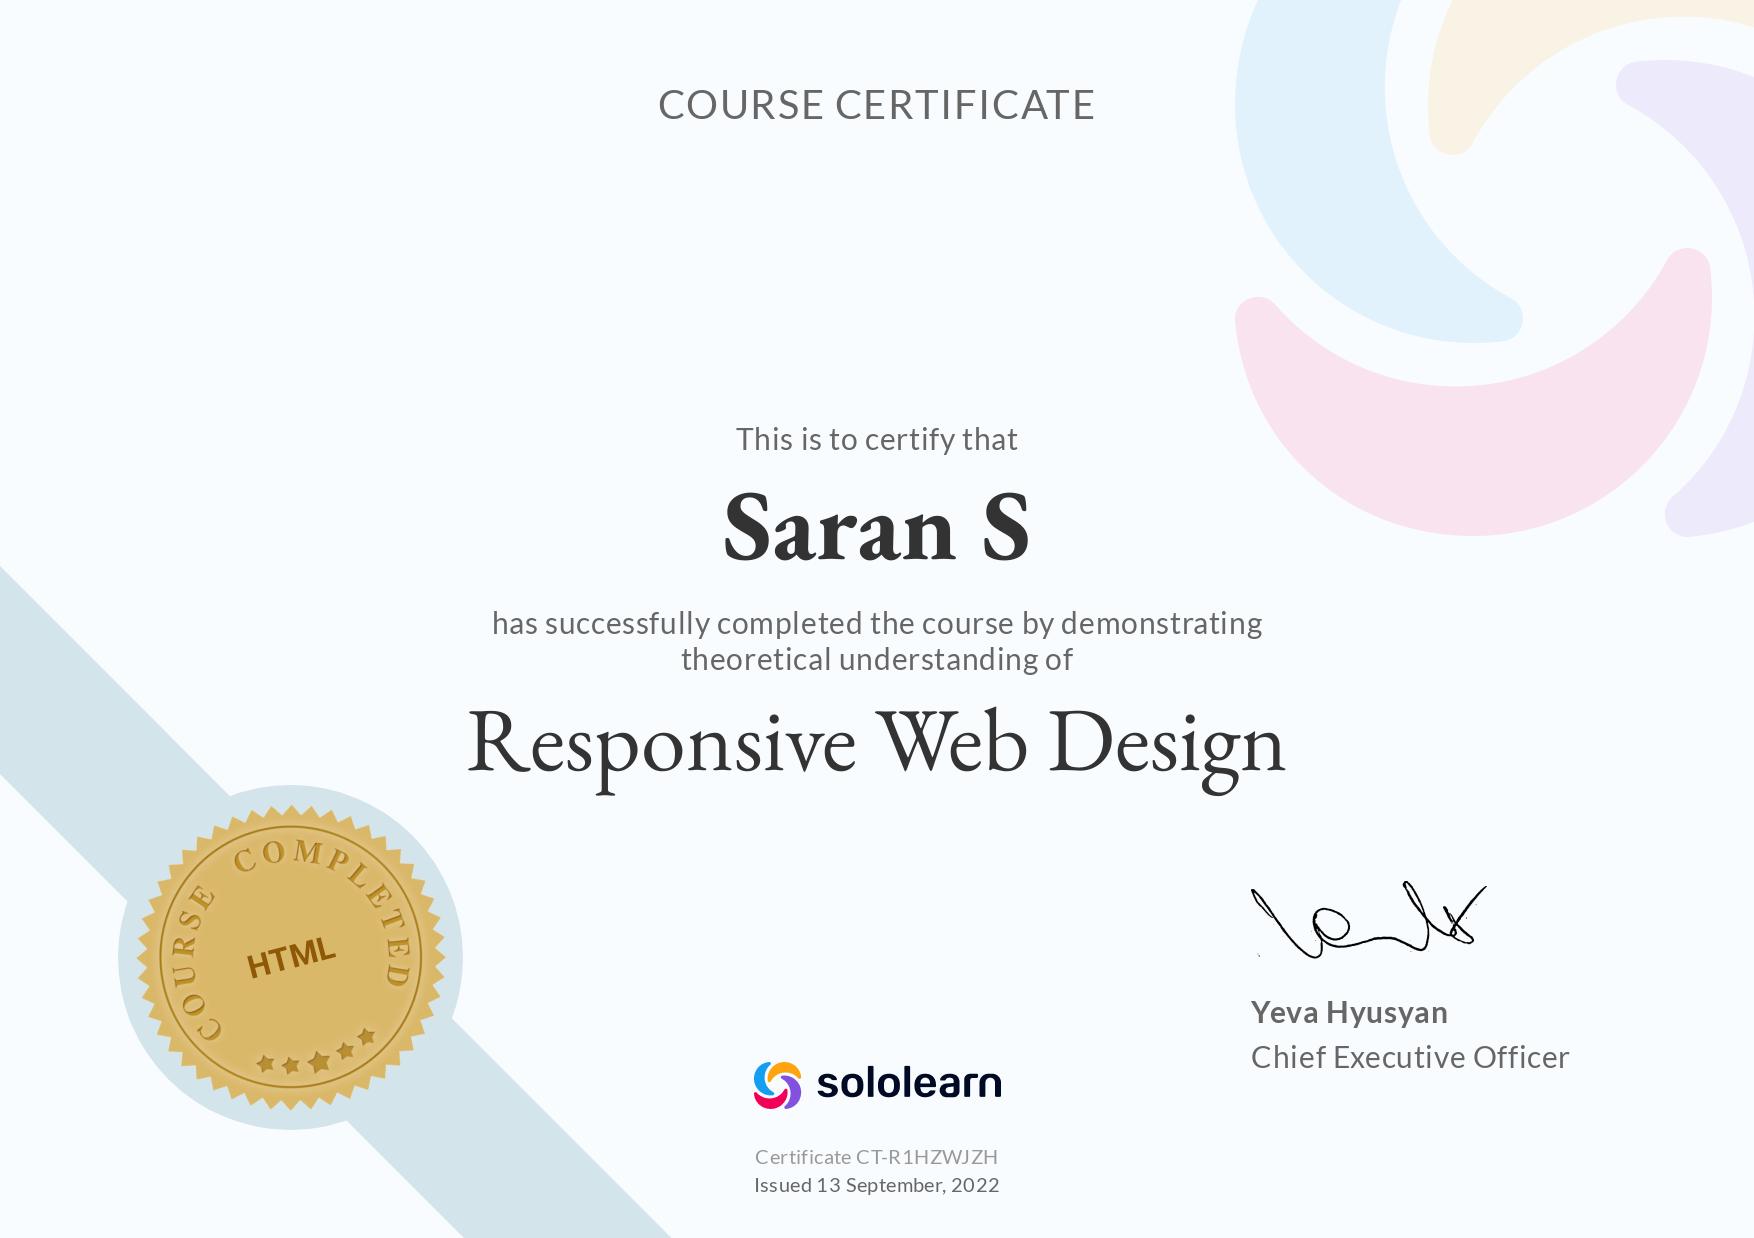 COURSE CERTIFICATE
This is to certify that
Saran S
has successfully completed the course by demonstrating
theoretical understanding of
Responsive Web Design
COURSE COMPLETED
HTML
Yeva Hyusyan
Chief Executive Officer
sololearn
Certificate CT-R1HZWJZH
Issued 13 September, 2022